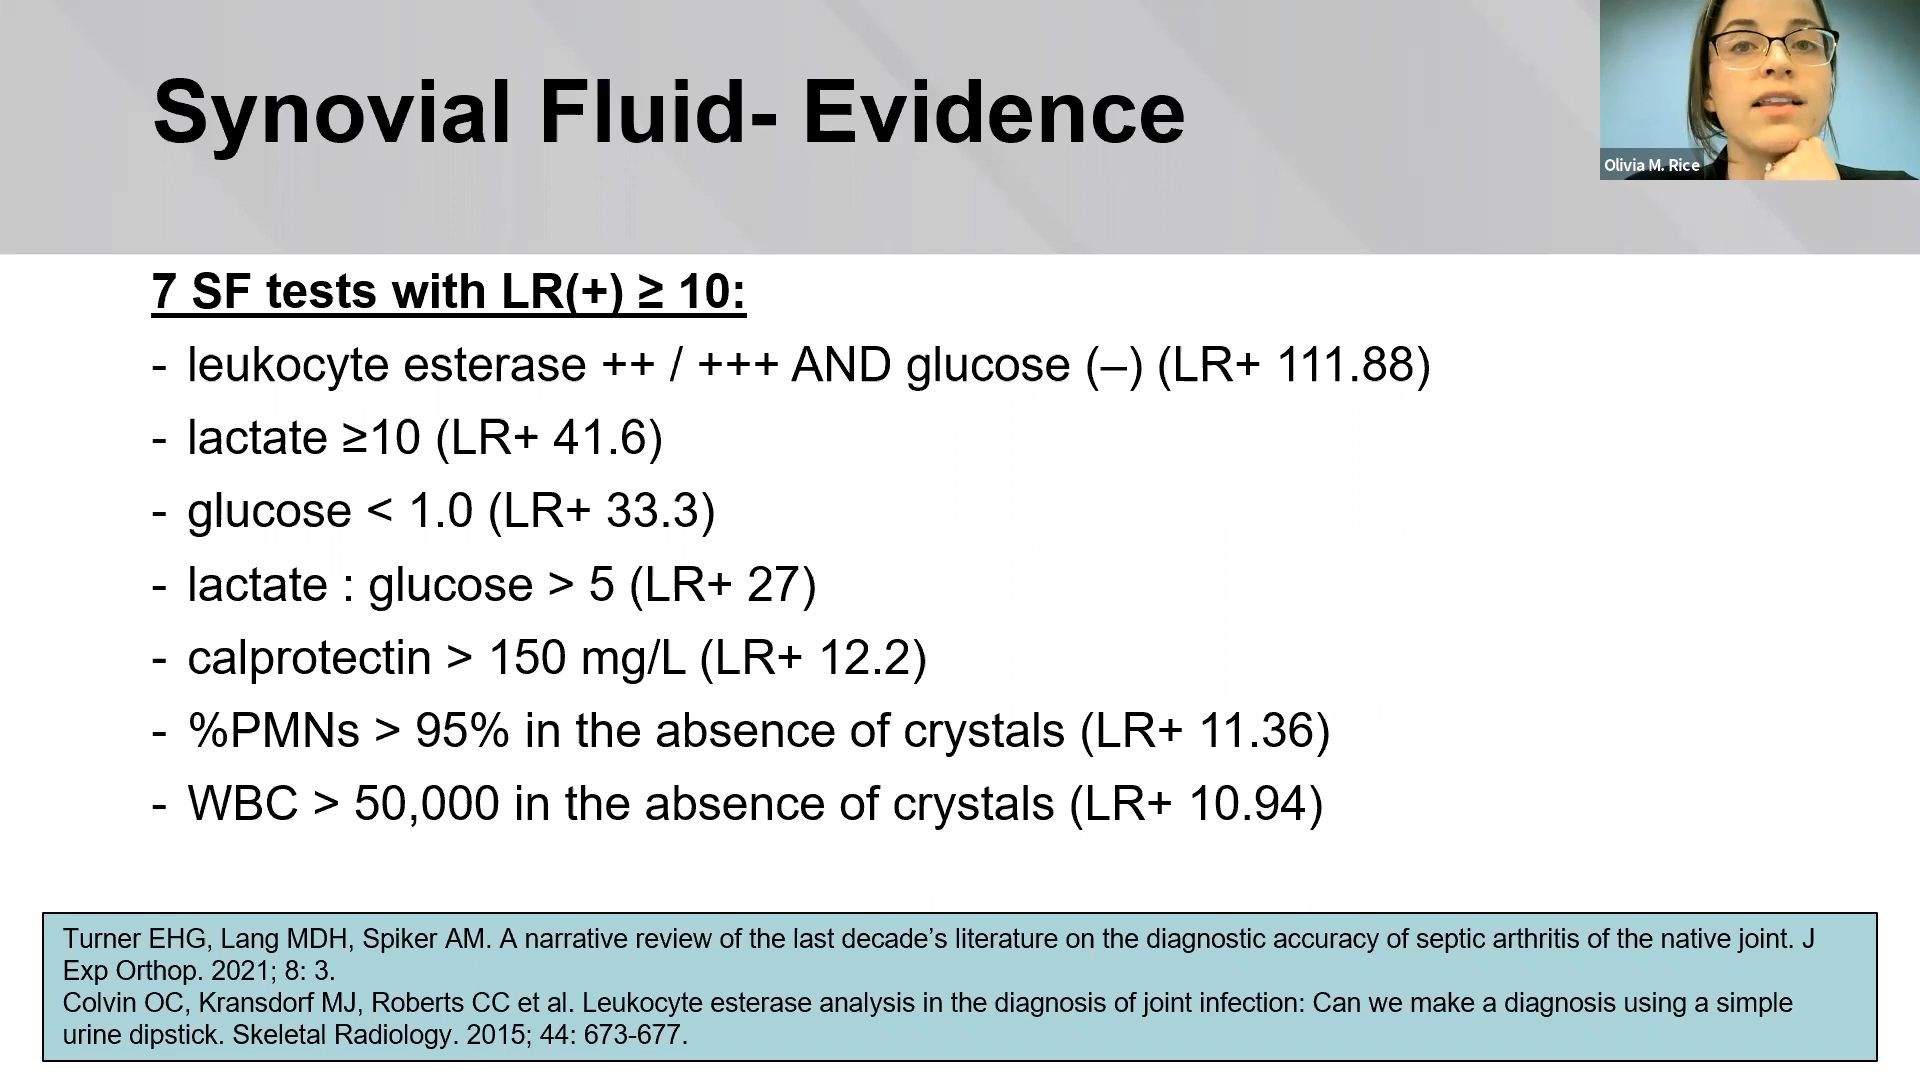 Synovial Fluid- Evidence
Olivia M. Rice
7 SF tests with LR(+) ≥ 10:
- leukocyte esterase ++ / +++ AND glucose (–) (LR+ 111.88)
- lactate ≥10 (LR+ 41.6)
- glucose < 1.0 (LR+ 33.3)
- lactate : glucose > 5 (LR+ 27)
- calprotectin > 150 mg/L (LR+ 12.2)
- %PMNs > 95% in the absence of crystals (LR+ 11.36)
- WBC > 50,000 in the absence of crystals (LR+ 10.94)
Turner EHG, Lang MDH, Spiker AM. A narrative review of the last decade’s literature on the diagnostic accuracy of septic arthritis of the native joint. J
Exp Orthop. 2021; 8: 3.
Colvin OC, Kransdorf MJ, Roberts CC et al. Leukocyte esterase analysis in the diagnosis of joint infection: Can we make a diagnosis using a simple
urine dipstick. Skeletal Radiology. 2015; 44: 673-677.